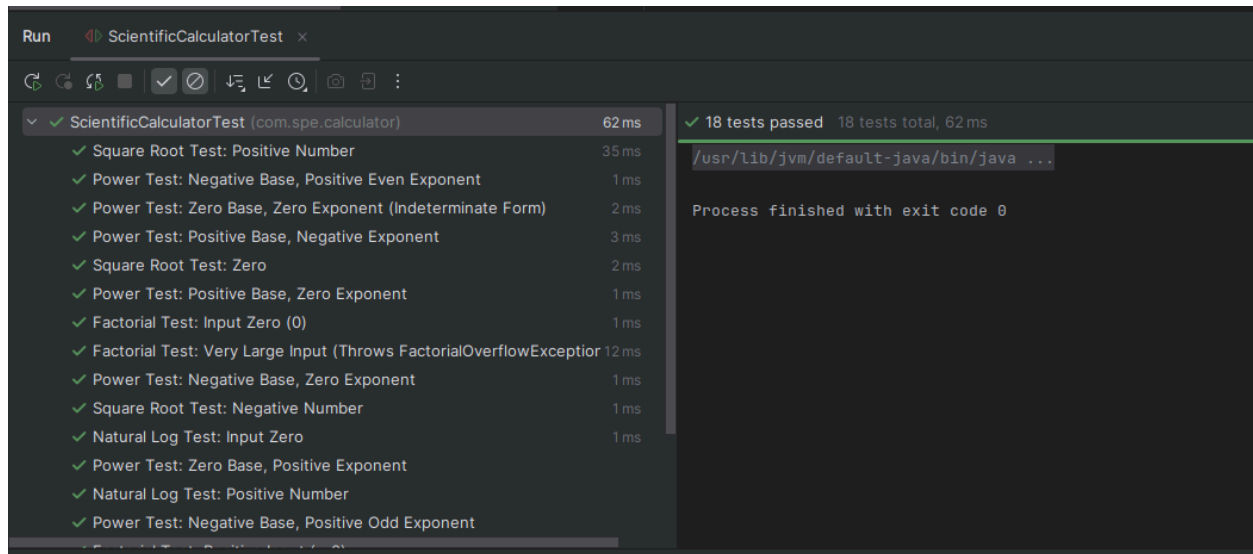 Run ScientificCalculatorTest ×
ScientificCalculatorTest (com.spe.calculator) 62 ms
Square Root Test: Positive Number 35 ms
Power Test: Negative Base, Positive Even Exponent 1 ms
Power Test: Zero Base, Zero Exponent (Indeterminate Form) 2 ms
Power Test: Positive Base, Negative Exponent 3 ms
Square Root Test: Zero 2 ms
Power Test: Positive Base, Zero Exponent 1 ms
Factorial Test: Input Zero (0) 1 ms
Factorial Test: Very Large Input (Throws FactorialOverflowException 12 ms
Power Test: Negative Base, Zero Exponent 1 ms
Square Root Test: Negative Number 1 ms
Natural Log Test: Input Zero 1 ms
Power Test: Zero Base, Positive Exponent
Natural Log Test: Positive Number
Power Test: Negative Base, Positive Odd Exponent
18 tests passed 18 tests total, 62 ms
/usr/lib/jvm/default-java/bin/java ...
Process finished with exit code 0